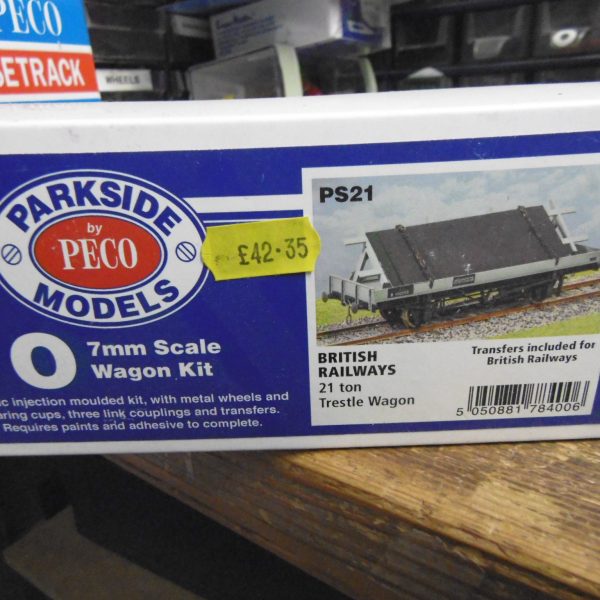 PECO
SETRACK
WHEELS
PARKSIDE
by
PECO
MODELS
£42.35
O 7mm Scale
Wagon Kit
injection moulded kit, with metal wheels and
cups, three link couplings and transfers.
Requires paints and adhesive to complete.
PS21
BRITISH
RAILWAYS
21 ton
Trestle Wagon
Transfers included for
British Railways
5 050881 784006